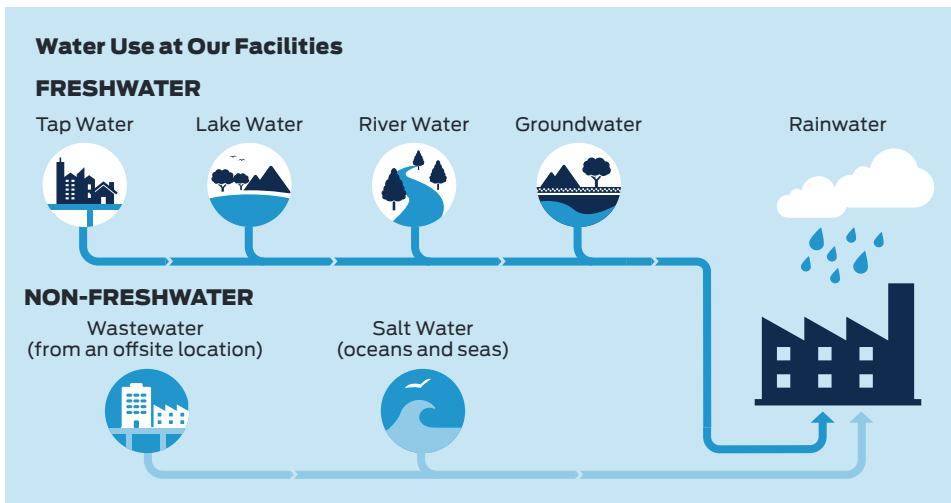 Water Use at Our Facilities
FRESHWATER
Tap Water
Lake Water
River Water
Groundwater
Rainwater
NON-FRESHWATER
Wastewater
(from an offsite location)
Salt Water
(oceans and seas)